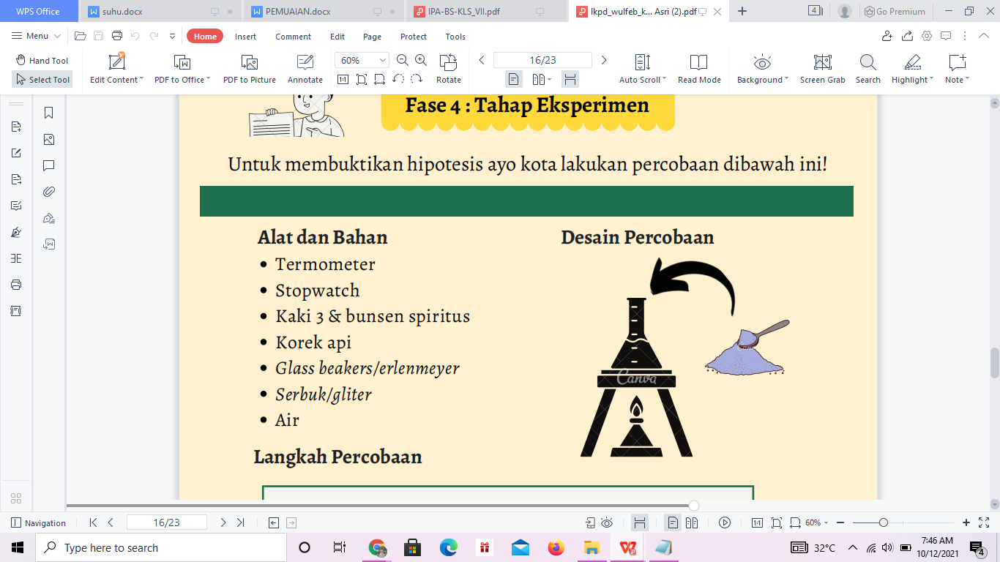 WPS Office
suhu.docx
PEMUAIAN.docx
IPA-BS-KLS_VII.pdf
lkpd_wulfeb_k... Asri (2).pdf
4
Go Premium
Menu
Home
Insert
Comment
Edit
Page
Protect
Tools
Hand Tool
Select Tool
Edit Content
PDF to Office
PDF to Picture
Annotate
60%
1:1
Rotate
16/23
Auto Scroll
Read Mode
Background
Screen Grab
Search
Highlight
Note
Fase 4 : Tahap Eksperimen
Untuk membuktikan hipotesis ayo kota lakukan percobaan dibawah ini!
Alat dan Bahan
• Termometer
• Stopwatch
• Kaki 3 & bunsen spiritus
• Korek api
• Glass beakers/erlenmeyer
• Serbuk/gliter
• Air
Desain Percobaan
Canva
Langkah Percobaan
Navigation
16/23
1:1
60%
Type here to search
32°C
7:46 AM
10/12/2021
4